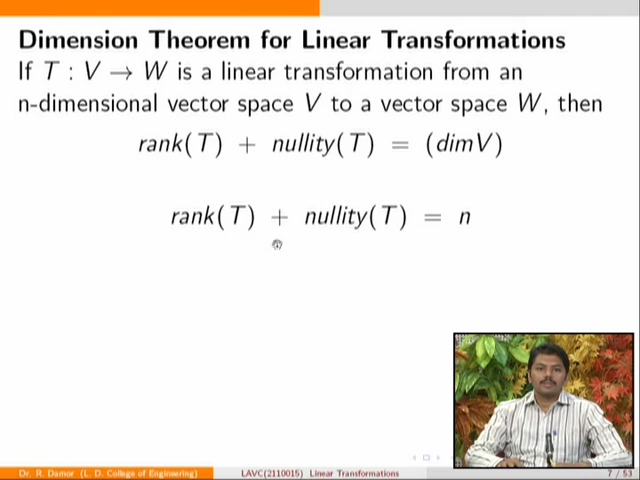 Dimension Theorem for Linear Transformations
If T : V → W is a linear transformation from an
n-dimensional vector space V to a vector space W, then
rank(T) + nullity(T) = (dimV)
rank(T) + nullity(T) = n
Dr. R. Damor (L. D. College of Engineering) LAVC(2110015) Linear Transformations 7 / 53